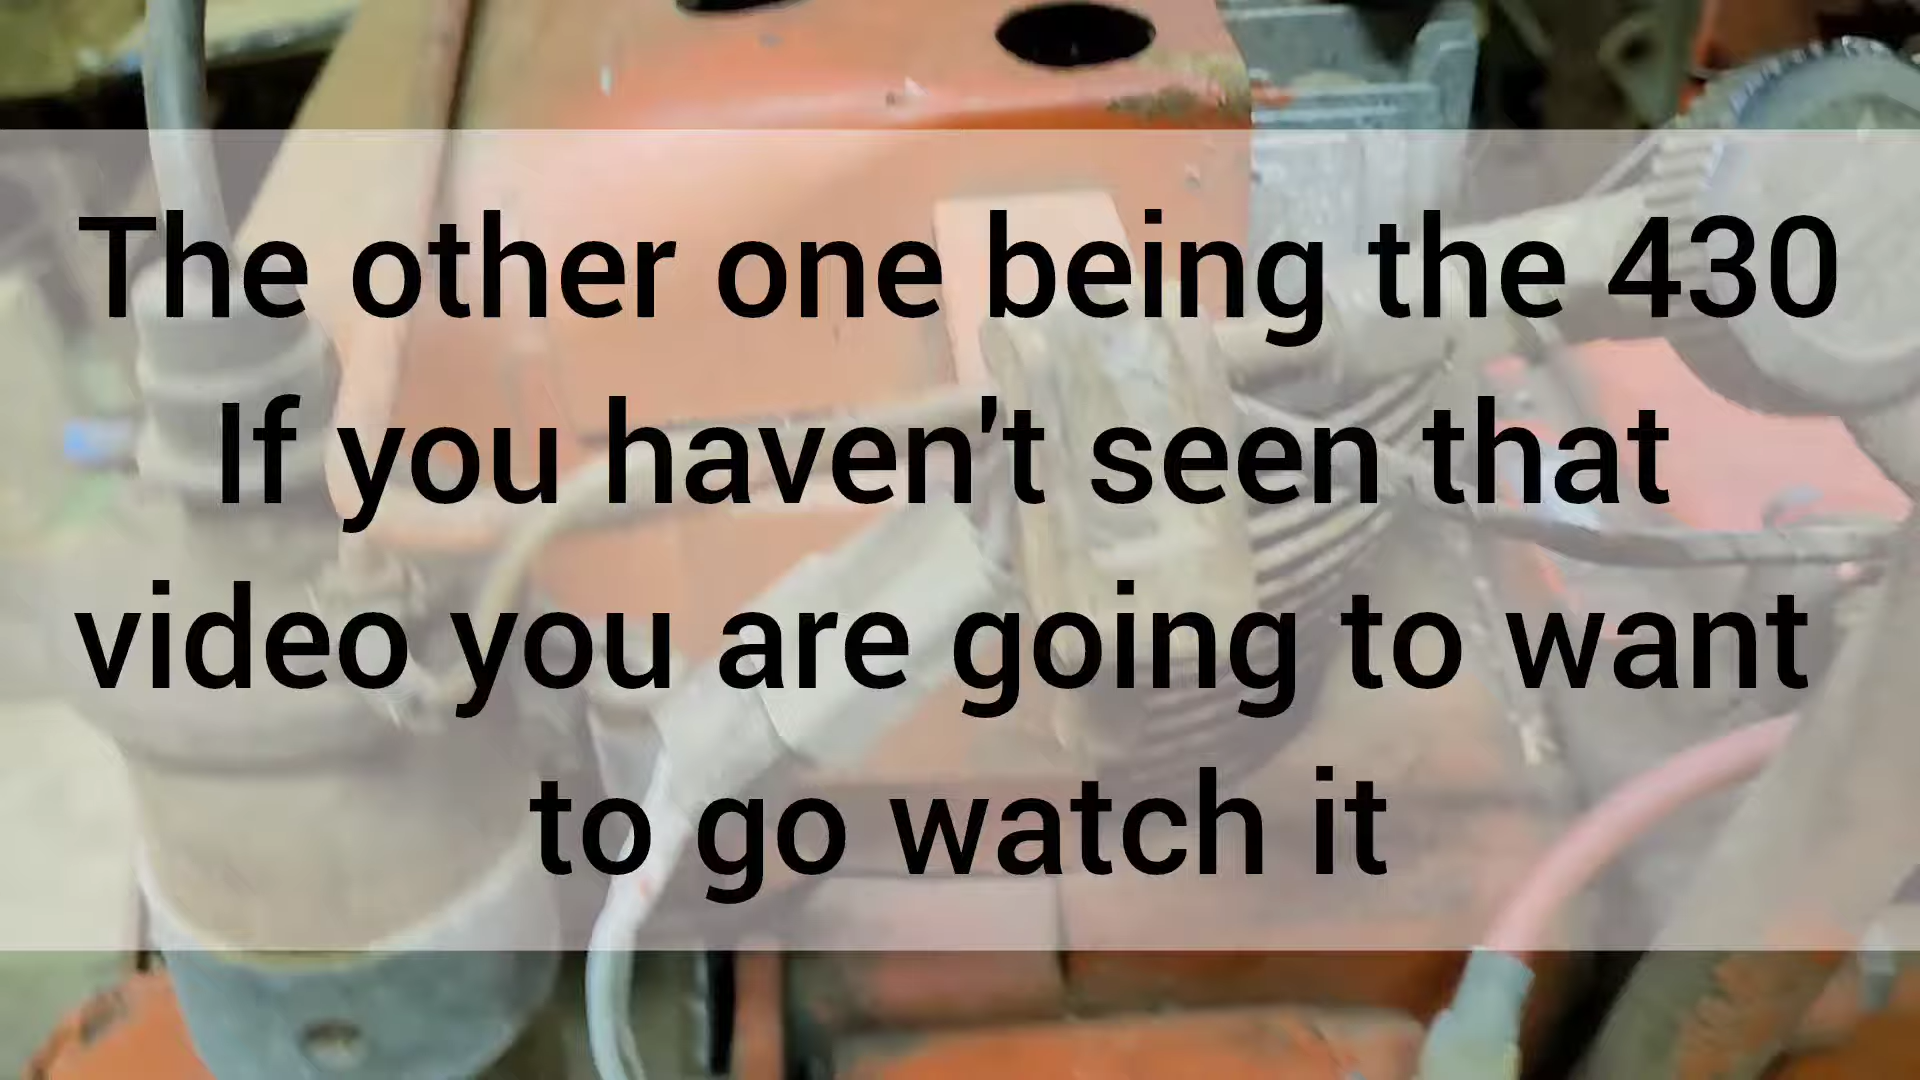 The other one being the 430
If you haven't seen that
video you are going to want
to go watch it